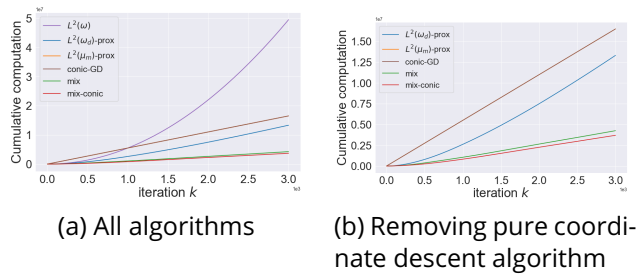 1e7
5
4
3
2
1
0
Cumulative computation
L²(ω)
L²(ω_d)-prox
L²(μ_m)-prox
conic-GD
mix
mix-conic
0.0 0.5 1.0 1.5 2.0 2.5 3.0
1e3
iteration k
(a) All algorithms
1e7
1.50
1.25
1.00
0.75
0.50
0.25
0.00
Cumulative computation
L²(ω_d)-prox
L²(μ_m)-prox
conic-GD
mix
mix-conic
0.0 0.5 1.0 1.5 2.0 2.5 3.0
1e3
iteration k
(b) Removing pure coordi-
nate descent algorithm